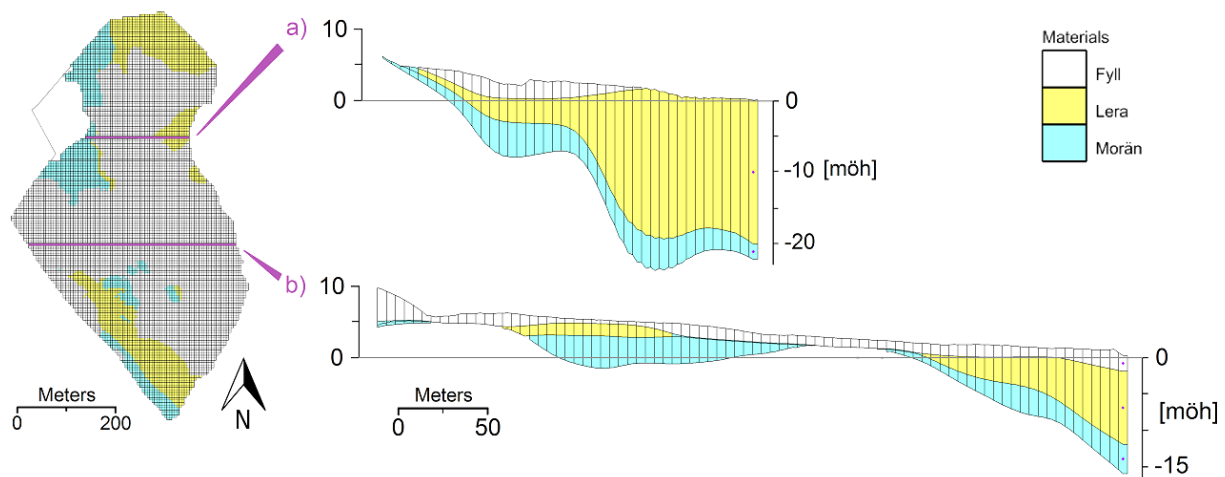 a)
10
0
0
-10 [möh]
-20
Materials
Fyll
Lera
Morän
b)
10
0
0
[möh]
-15
Meters
0 50
Meters
0 200
N